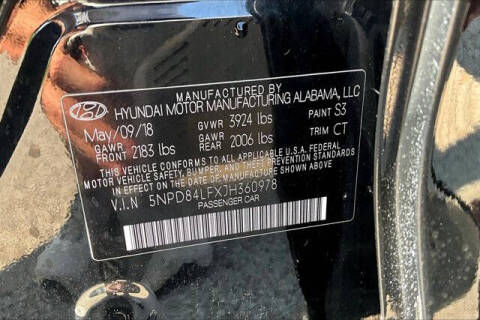 MANUFACTURED BY
HYUNDAI MOTOR MANUFACTURING ALABAMA, LLC
May/09/18 GVWR 3924 lbs PAINT S3
GAWR FRONT 2183 lbs GAWR REAR 2006 lbs TRIM CT
THIS VEHICLE CONFORMS TO ALL APPLICABLE U.S. FEDERAL
MOTOR VEHICLE SAFETY, BUMPER, AND THEFT PREVENTION STANDARDS
IN EFFECT ON THE DATE OF MANUFACTURE SHOWN ABOVE.
V.I.N 5NPD84LFXJH360978
PASSENGER CAR